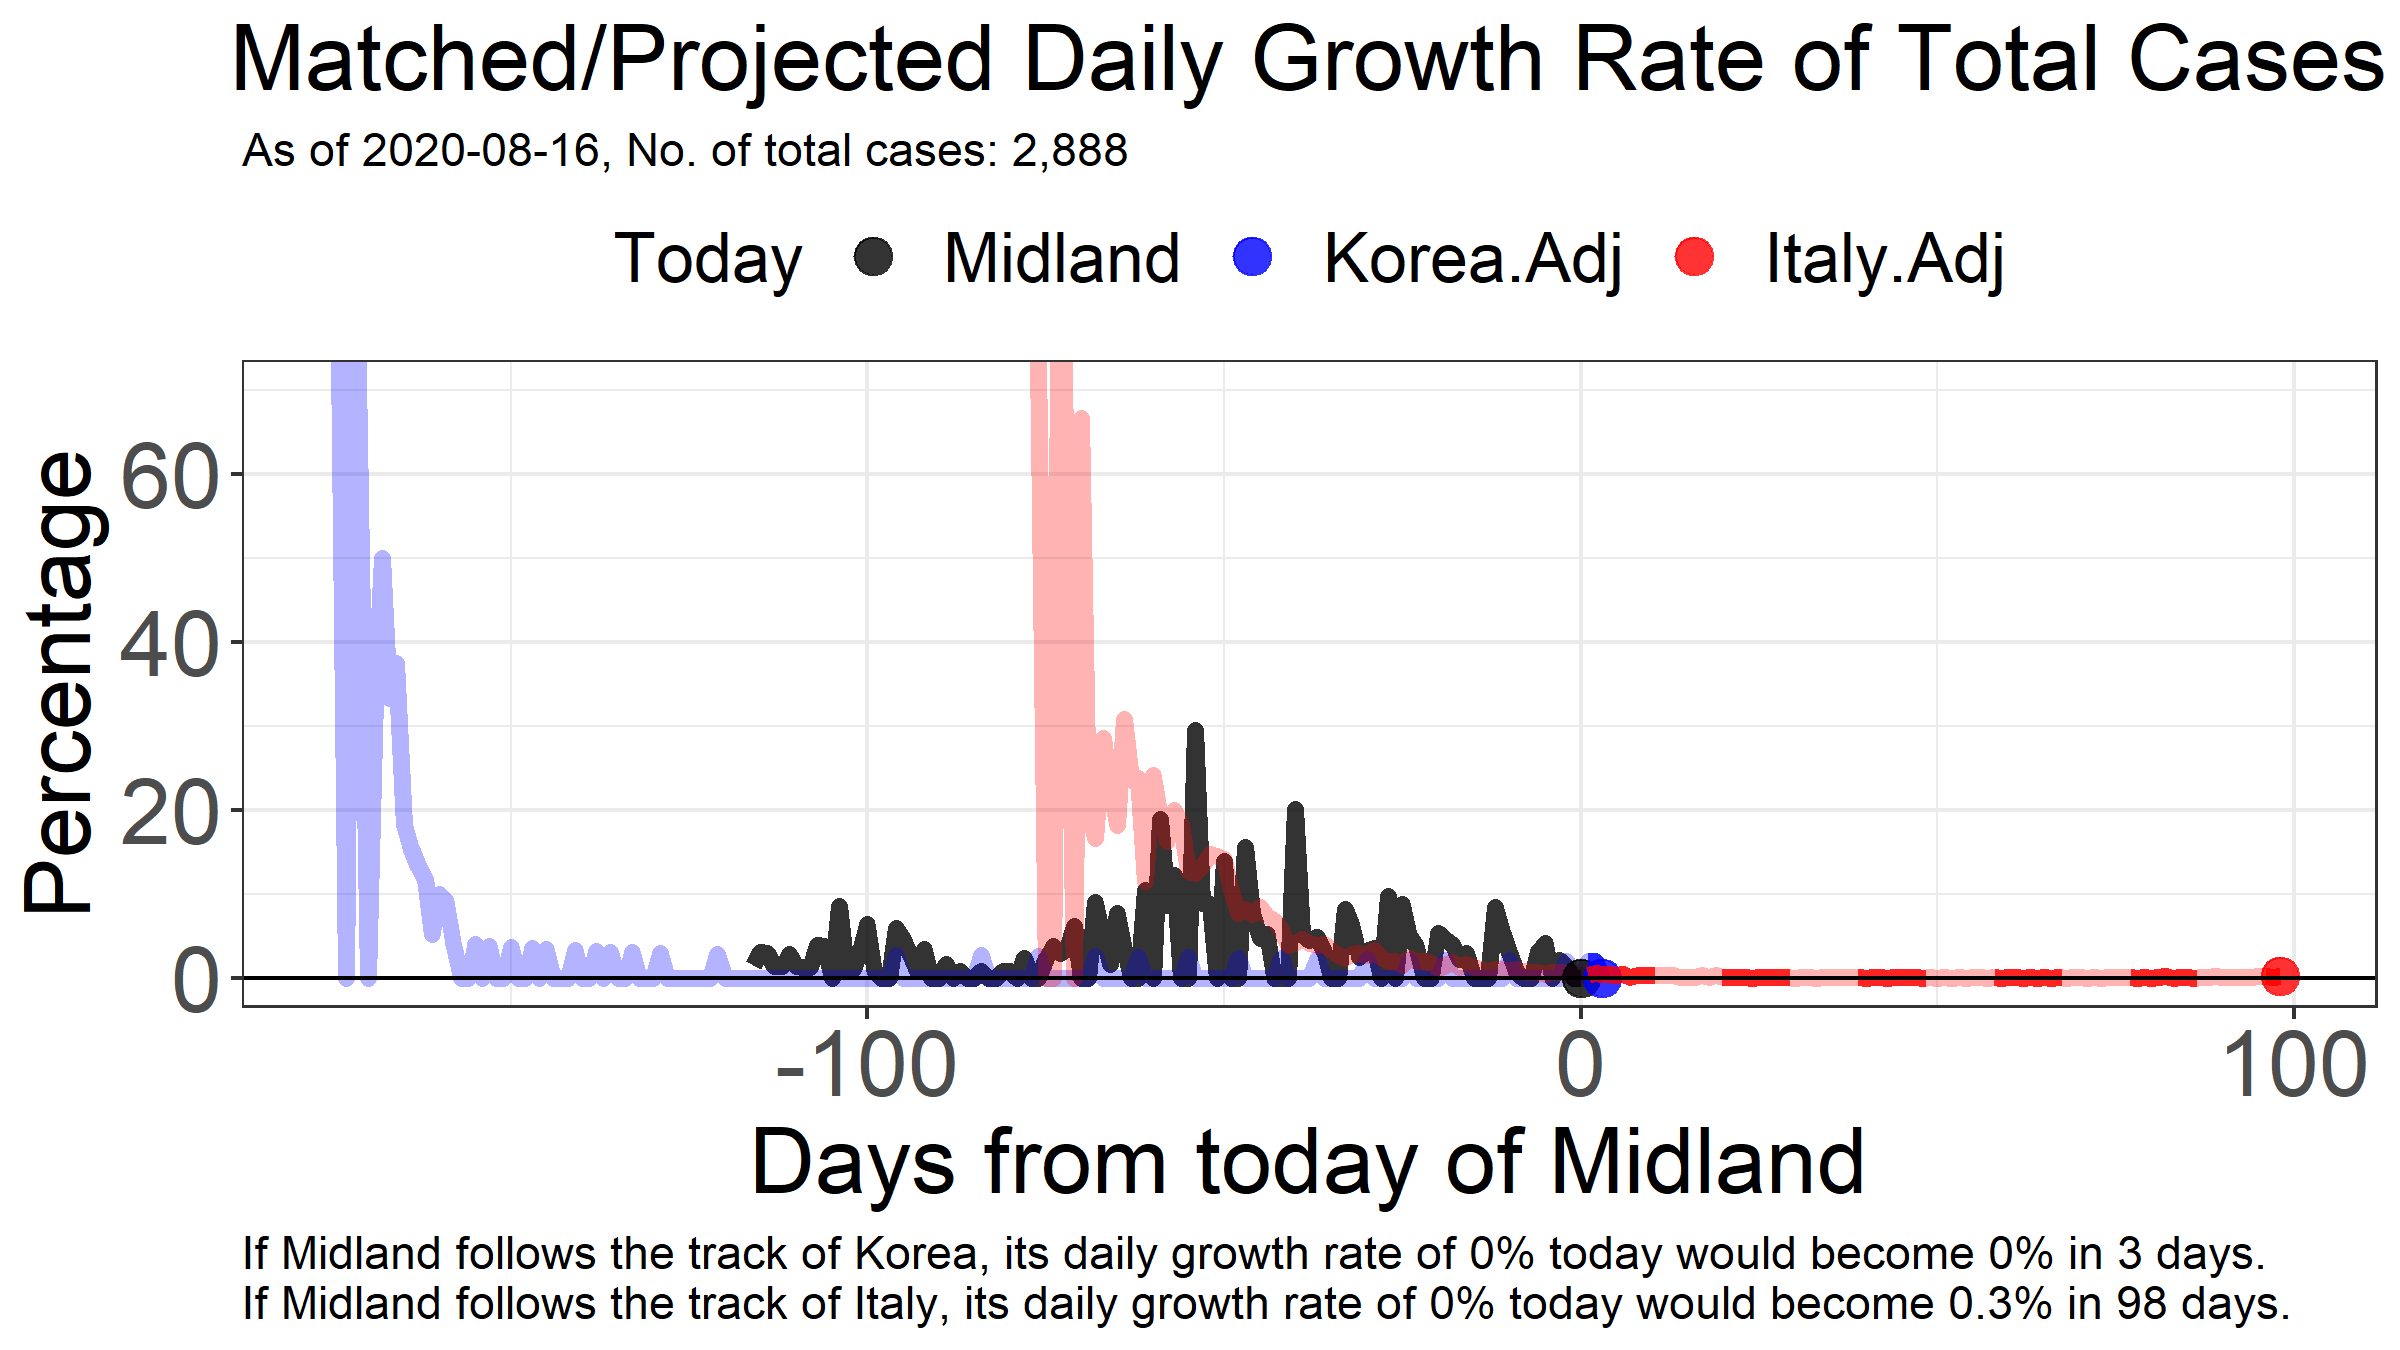 Matched/Projected Daily Growth Rate of Total Cases
As of 2020-08-16, No. of total cases: 2,888
Today Midland Korea.Adj Italy.Adj
Percentage
60
40
20
0
-100 0 100
Days from today of Midland
If Midland follows the track of Korea, its daily growth rate of 0% today would become 0% in 3 days.
If Midland follows the track of Italy, its daily growth rate of 0% today would become 0.3% in 98 days.